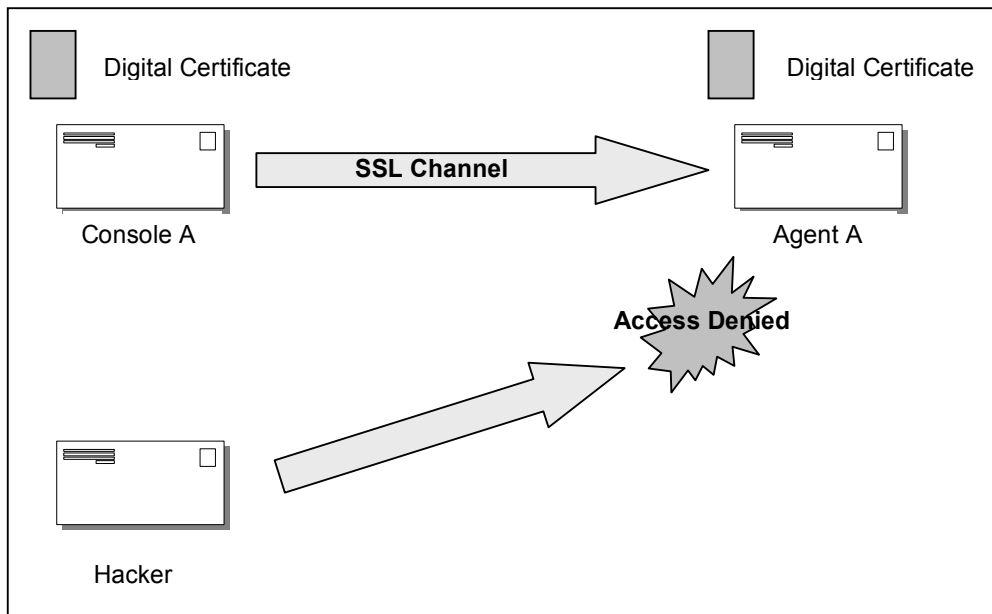 Digital Certificate
Digital Certificate
SSL Channel
Console A
Agent A
Access Denied
Hacker